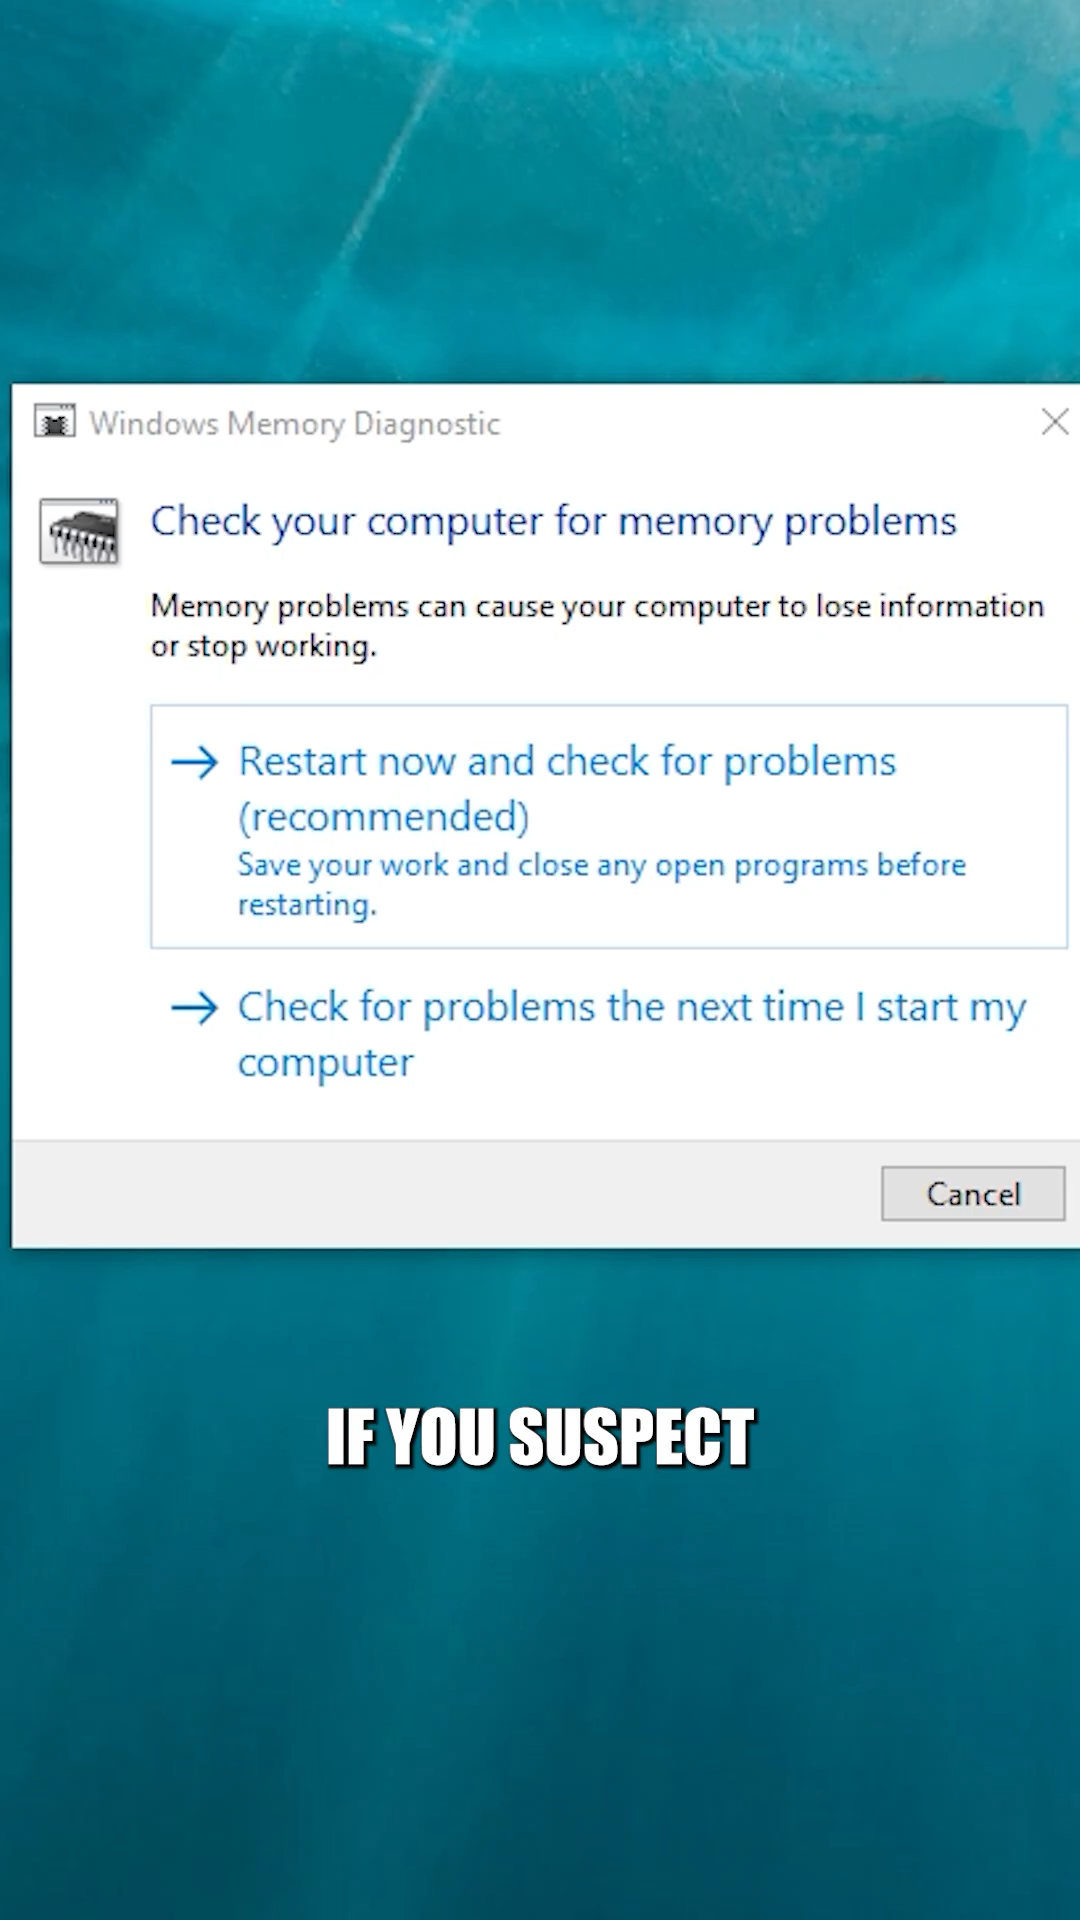 Windows Memory Diagnostic
Check your computer for memory problems
Memory problems can cause your computer to lose information
or stop working.
Restart now and check for problems
(recommended)
Save your work and close any open programs before
restarting.
Check for problems the next time I start my
computer
Cancel
IF YOU SUSPECT